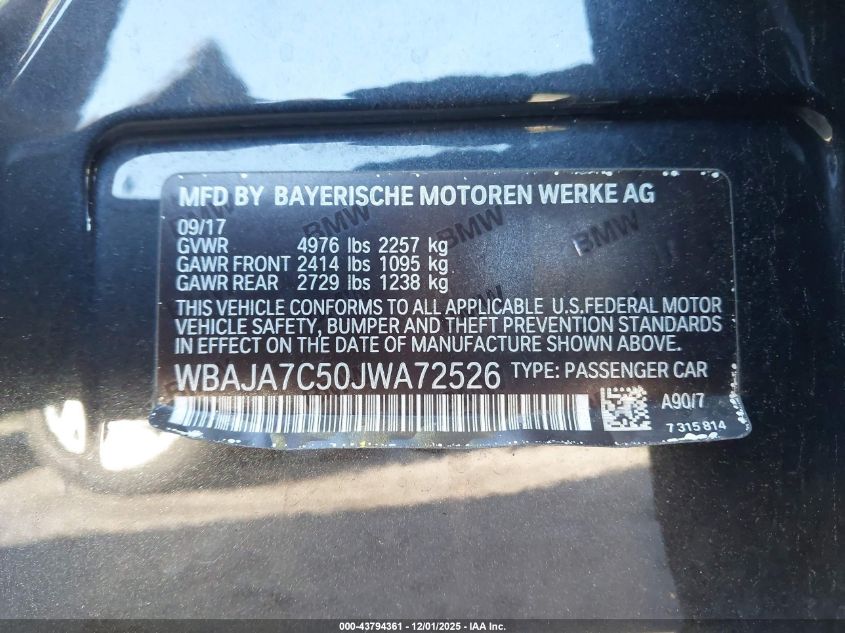 MFD BY BAYERISCHE MOTOREN WERKE AG
BMW BMW BMW
09/17
GVWR 4976 lbs 2257 kg
GAWR FRONT 2414 lbs 1095 kg
GAWR REAR 2729 lbs 1238 kg
THIS VEHICLE CONFORMS TO ALL APPLICABLE U.S.FEDERAL MOTOR
VEHICLE SAFETY, BUMPER AND THEFT PREVENTION STANDARDS
IN EFFECT ON THE DATE OF MANUFACTURE SHOWN ABOVE.
WBAJA7C50JWA72526 TYPE: PASSENGER CAR
A90/7
7 315 814
000-43794361 - 12/01/2025 - IAA Inc.